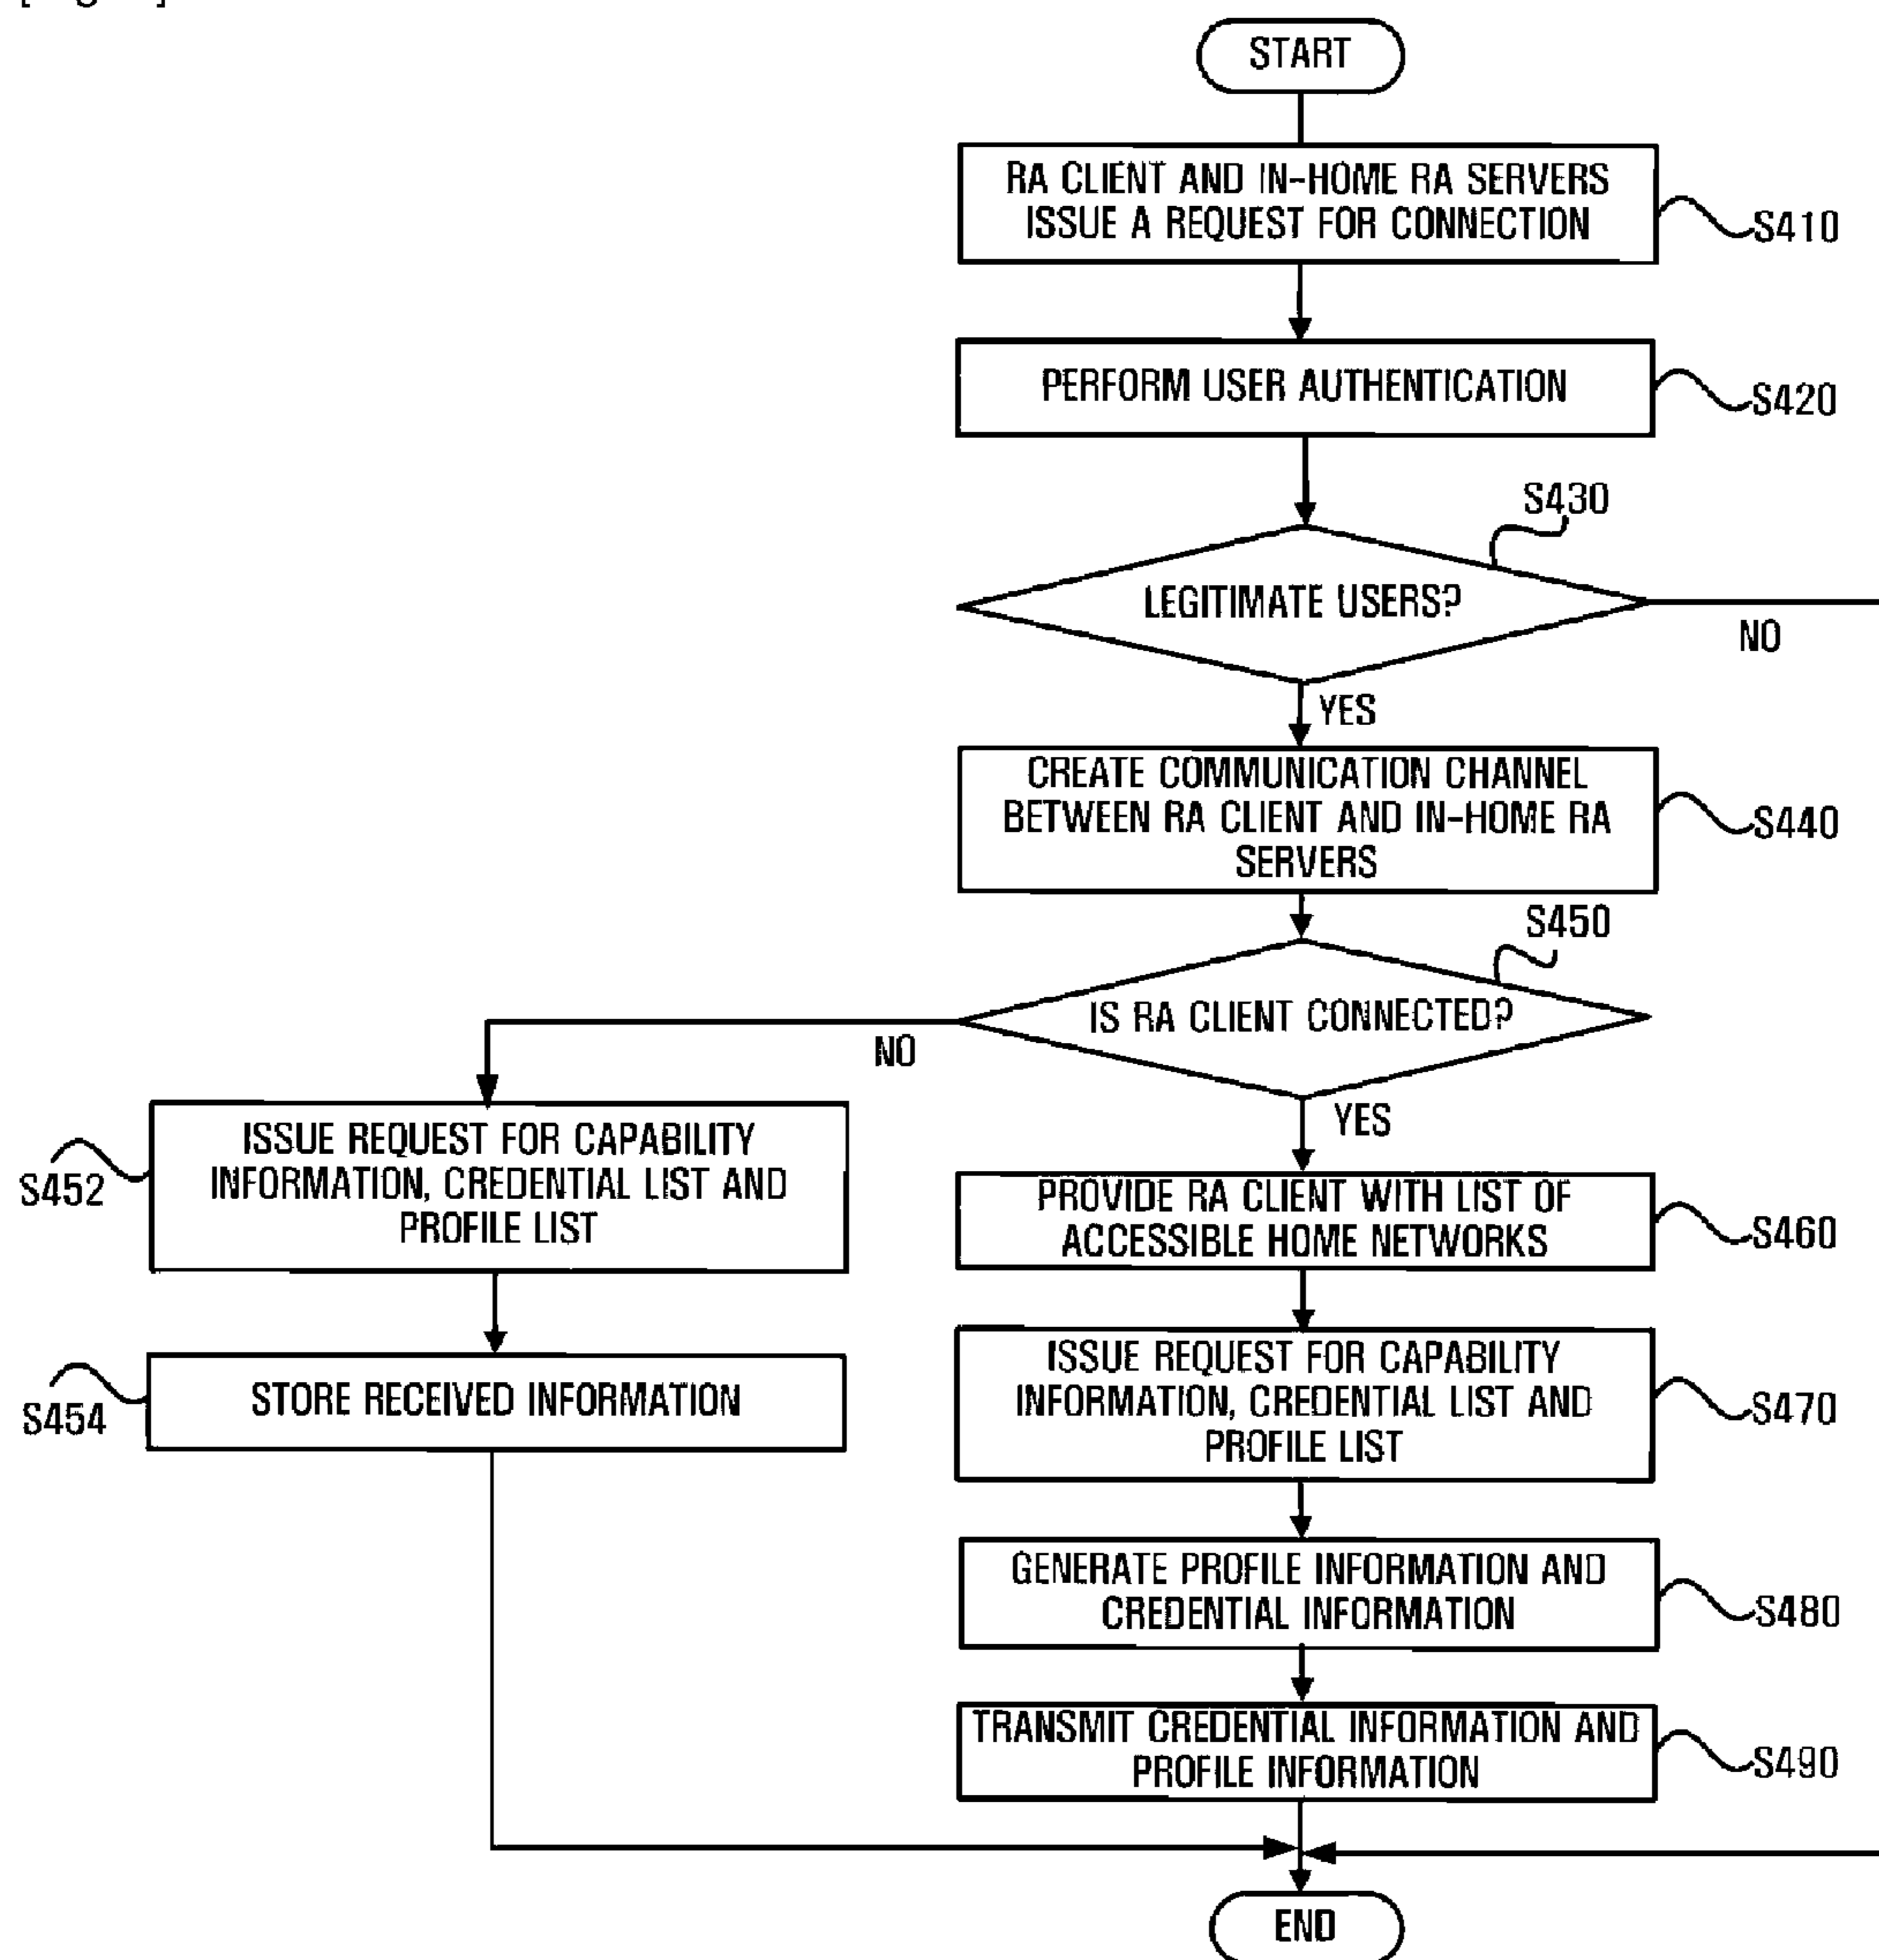 START
RA CLIENT AND IN-HOME RA SERVERS
ISSUE A REQUEST FOR CONNECTION
S410
PERFORM USER AUTHENTICATION
S420
S430
LEGITIMATE USERS?
NO
YES
CREATE COMMUNICATION CHANNEL
BETWEEN RA CLIENT AND IN-HOME RA
SERVERS
S440
S450
IS RA CLIENT CONNECTED?
NO
YES
ISSUE REQUEST FOR CAPABILITY
INFORMATION, CREDENTIAL LIST AND
PROFILE LIST
S452
STORE RECEIVED INFORMATION
S454
PROVIDE RA CLIENT WITH LIST OF
ACCESSIBLE HOME NETWORKS
S460
ISSUE REQUEST FOR CAPABILITY
INFORMATION, CREDENTIAL LIST AND
PROFILE LIST
S470
GENERATE PROFILE INFORMATION AND
CREDENTIAL INFORMATION
S480
TRANSMIT CREDENTIAL INFORMATION AND
PROFILE INFORMATION
S490
END